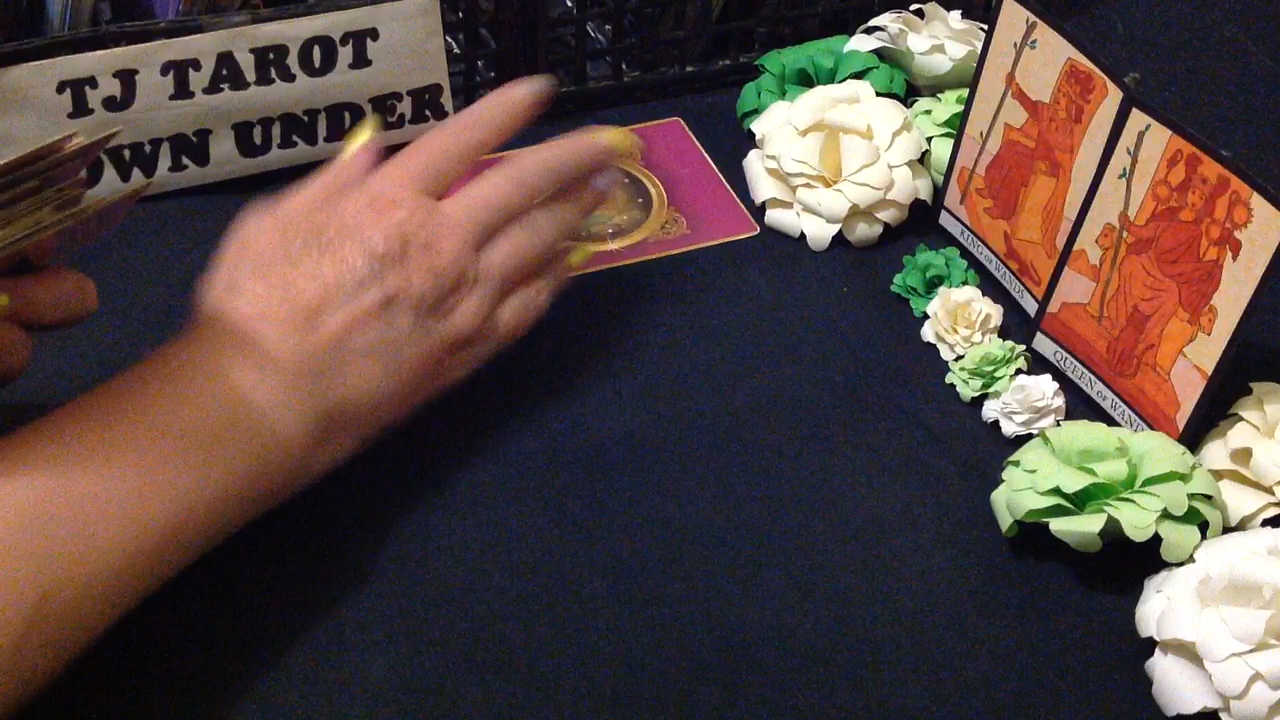 TJ TAROT
OWN UNDER
KING OF WANDS
QUEEN OF WANDS